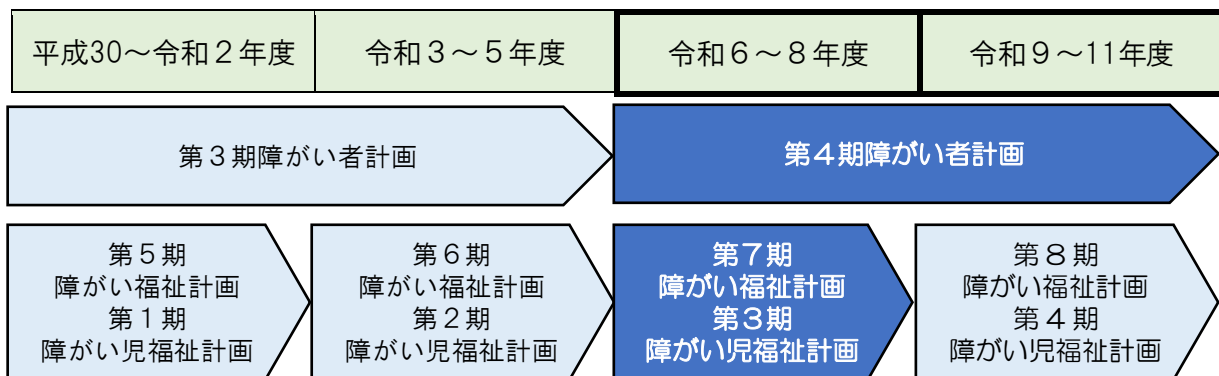 平成30～令和２年度
令和３～５年度
令和６～８年度
令和９～11年度
第３期障がい者計画
第４期障がい者計画
第５期
障がい福祉計画
第１期
障がい児福祉計画
第６期
障がい福祉計画
第２期
障がい児福祉計画
第７期
障がい福祉計画
第３期
障がい児福祉計画
第８期
障がい福祉計画
第４期
障がい児福祉計画